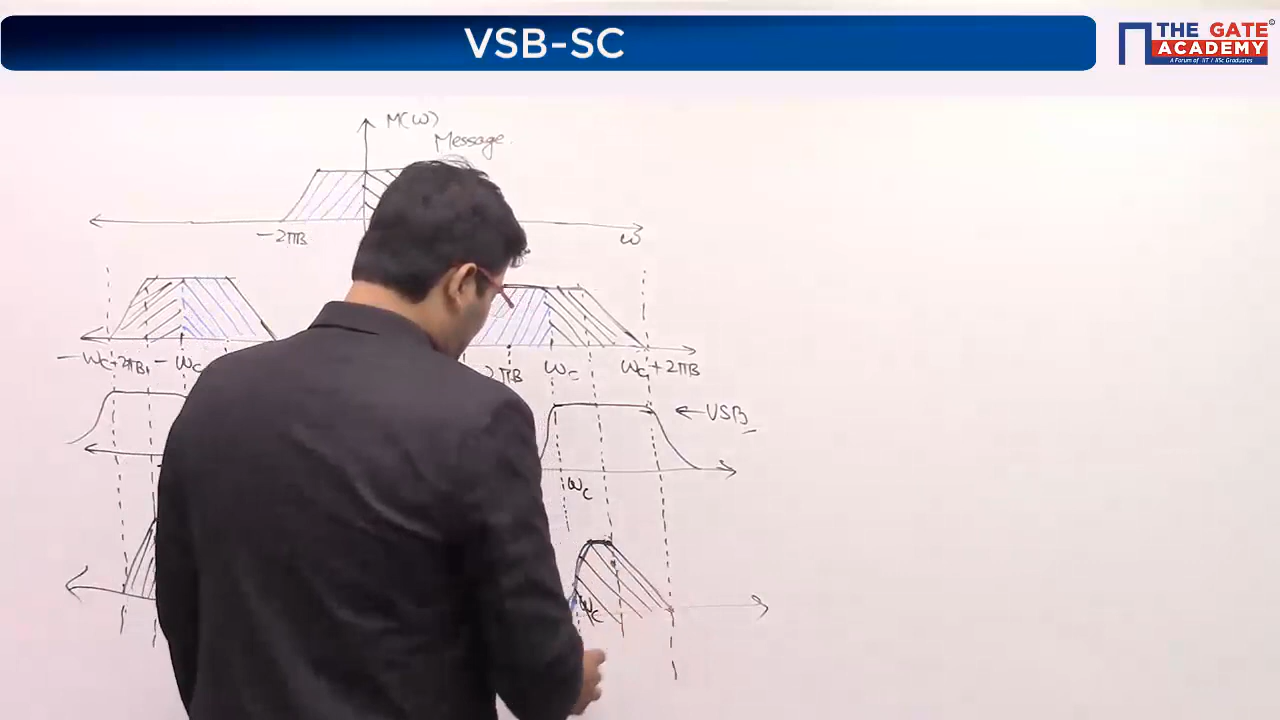 VSB-SC
THE GATE
ACADEMY
A Forum of IIT / IISc Graduates
M(ω)
Message
-2πB
ω
-ωc+2πB
-ωc
2πB
ωc
ωc+2πB
←VSB
ωc
ωc